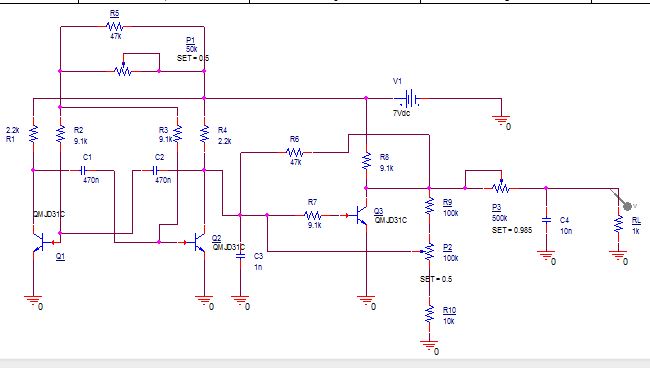 R5
47k
P1
50k
SET = 0.5
V1
7Vdc
0
2.2k
R1
R2
9.1k
R3
9.1k
R4
2.2k
C1
470n
C2
470n
R6
47k
R8
9.1k
R7
9.1k
QMJD31C
Q1
Q2
QMJD31C
C3
1n
Q3
QMJD31C
R9
100k
P2
100k
SET = 0.5
R10
10k
P3
500k
SET = 0.985
C4
10n
V
RL
1k
0
0
0
0
0
0
0